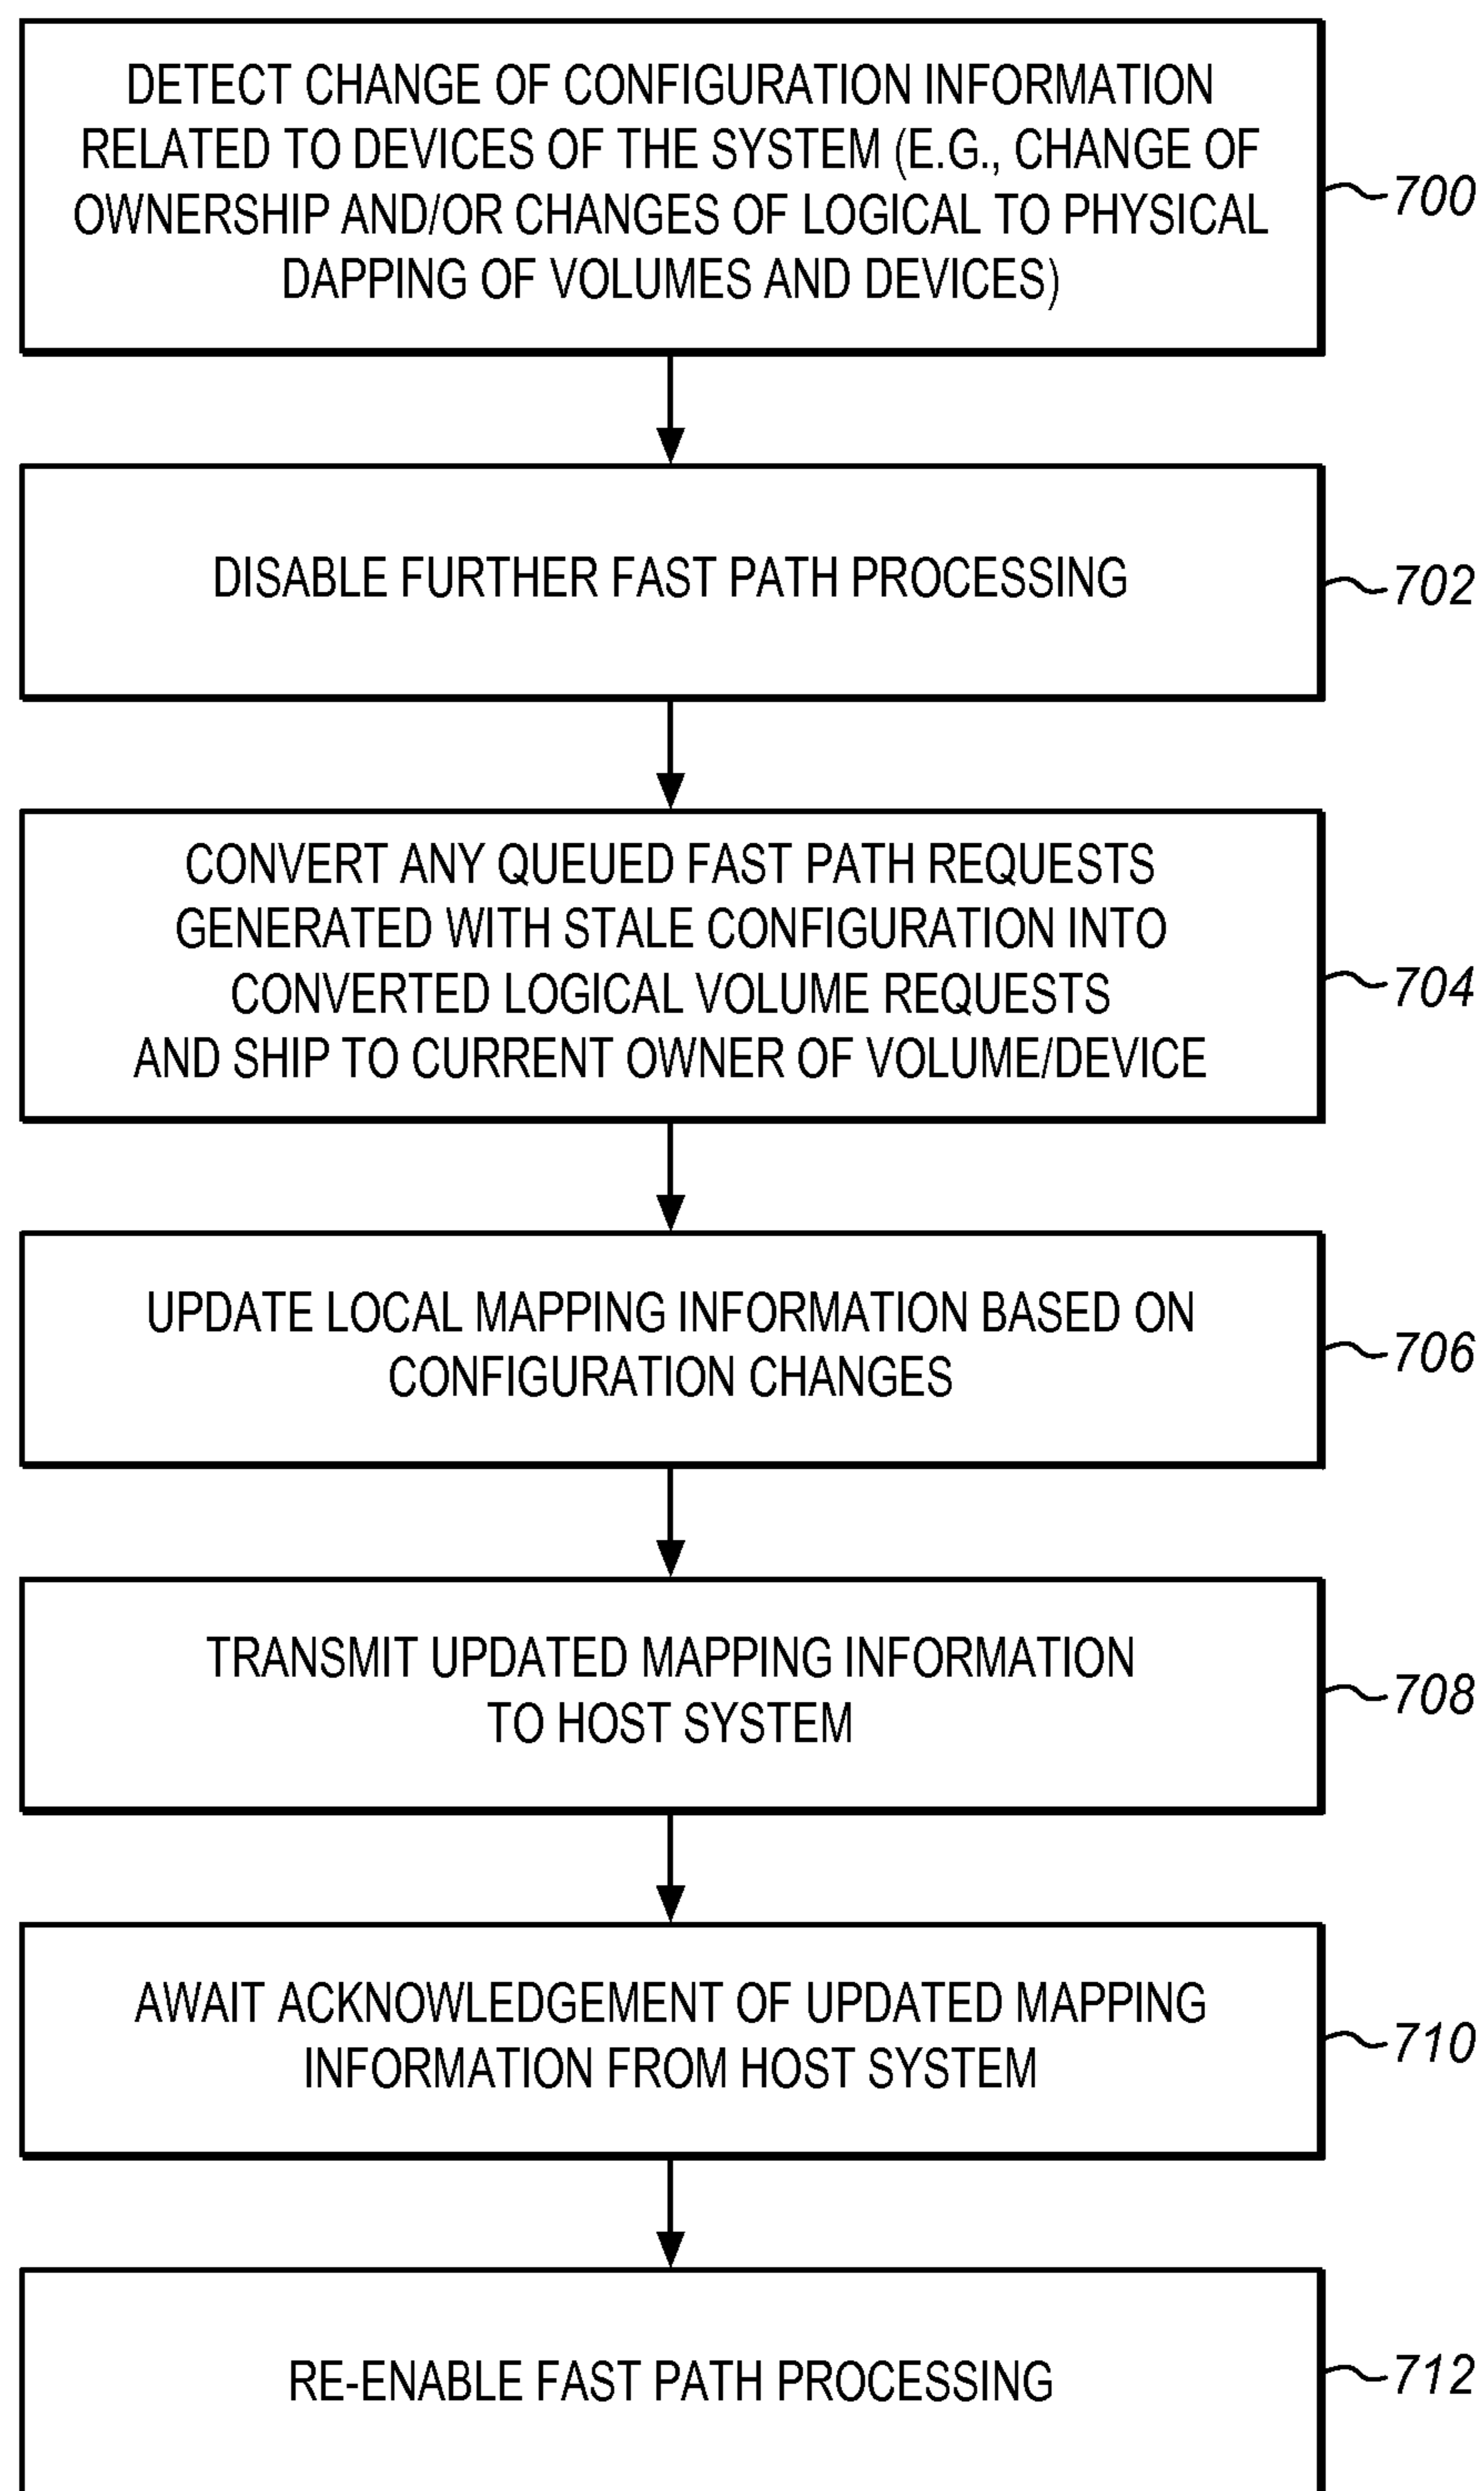 DETECT CHANGE OF CONFIGURATION INFORMATION
RELATED TO DEVICES OF THE SYSTEM (E.G., CHANGE OF
OWNERSHIP AND/OR CHANGES OF LOGICAL TO PHYSICAL
DAPPING OF VOLUMES AND DEVICES)
700
DISABLE FURTHER FAST PATH PROCESSING
702
CONVERT ANY QUEUED FAST PATH REQUESTS
GENERATED WITH STALE CONFIGURATION INTO
CONVERTED LOGICAL VOLUME REQUESTS
AND SHIP TO CURRENT OWNER OF VOLUME/DEVICE
704
UPDATE LOCAL MAPPING INFORMATION BASED ON
CONFIGURATION CHANGES
706
TRANSMIT UPDATED MAPPING INFORMATION
TO HOST SYSTEM
708
AWAIT ACKNOWLEDGEMENT OF UPDATED MAPPING
INFORMATION FROM HOST SYSTEM
710
RE-ENABLE FAST PATH PROCESSING
712